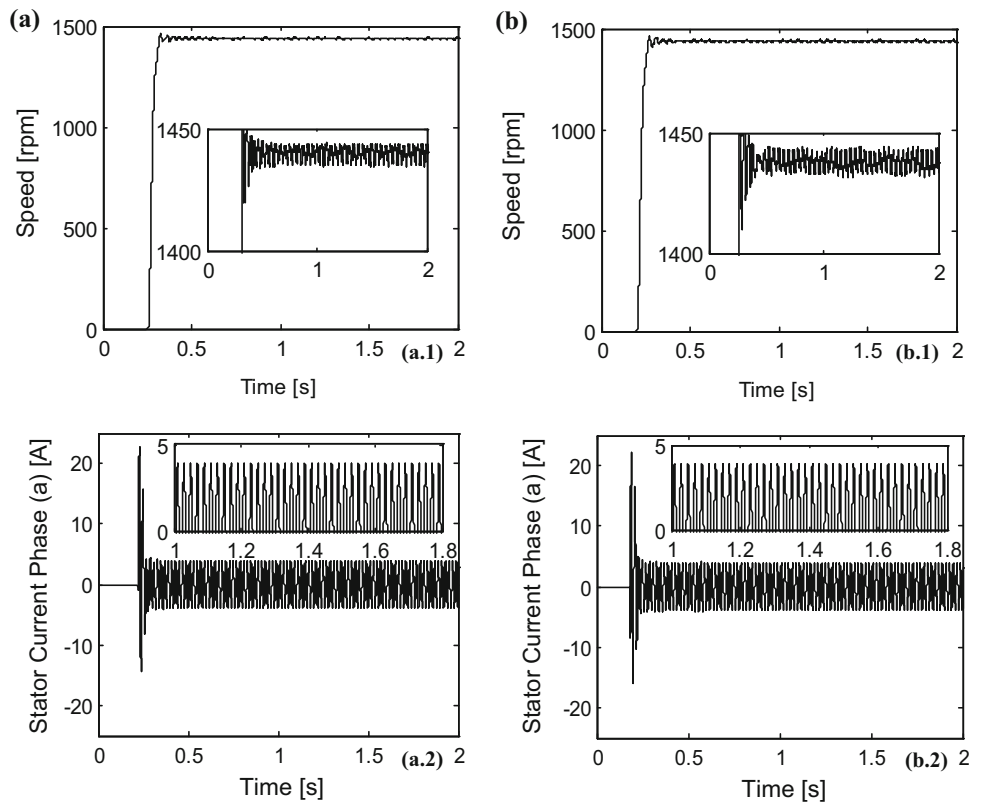 (a)
1500
1000
500
0
Speed [rpm]
1450
1400
0 1 2
0 0.5 1 1.5 2
(a.1)
Time [s]
(b)
1500
1000
500
0
Speed [rpm]
1450
1400
0 1 2
0 0.5 1 1.5 2
(b.1)
Time [s]
20
10
0
-10
-20
Stator Current Phase (a) [A]
5
0
1 1.2 1.4 1.6 1.8
0 0.5 1 1.5 2
(a.2)
Time [s]
20
10
0
-10
-20
Stator Current Phase (a) [A]
5
0
1 1.2 1.4 1.6 1.8
0 0.5 1 1.5 2
(b.2)
Time [s]